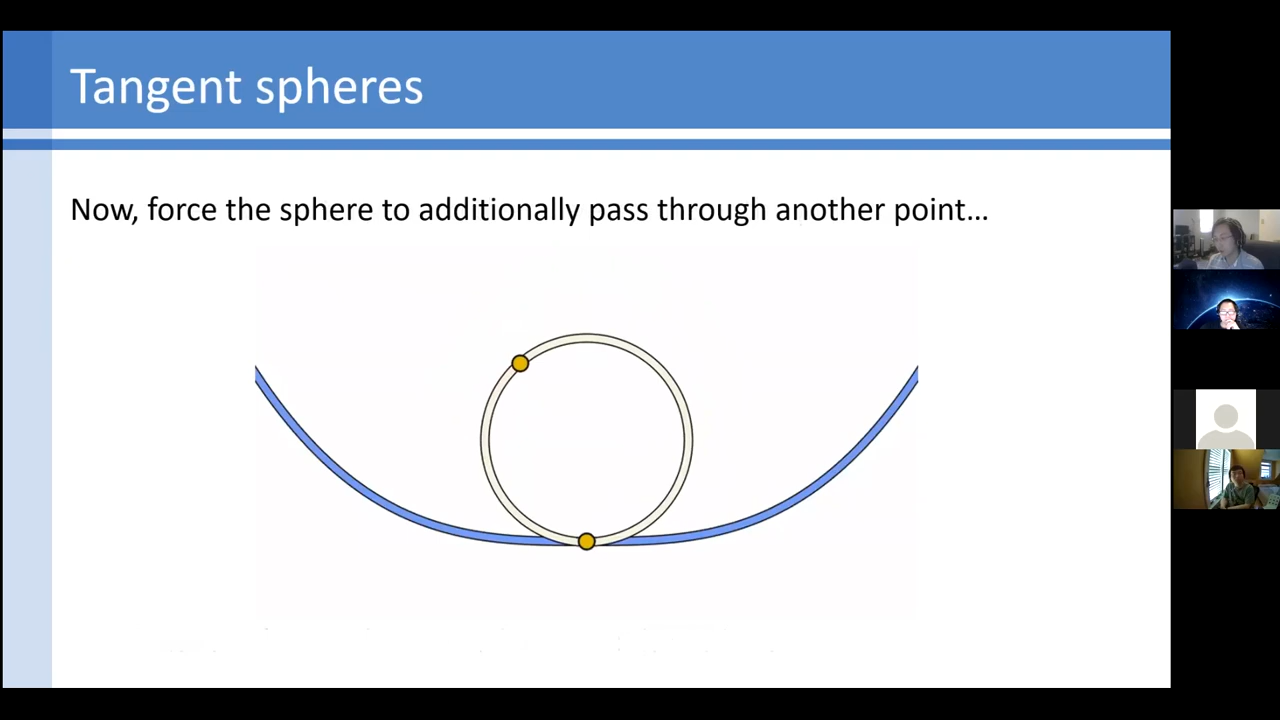 Tangent spheres
Now, force the sphere to additionally pass through another point...